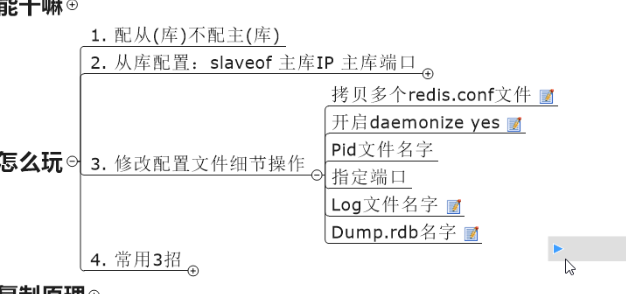 能干嘛
1. 配从(库)不配主(库)
2. 从库配置：slaveof 主库IP 主库端口
拷贝多个redis.conf文件
开启daemonize yes
Pid文件名字
怎么玩
3. 修改配置文件细节操作
指定端口
Log文件名字
Dump.rdb名字
4. 常用3招
复制原理